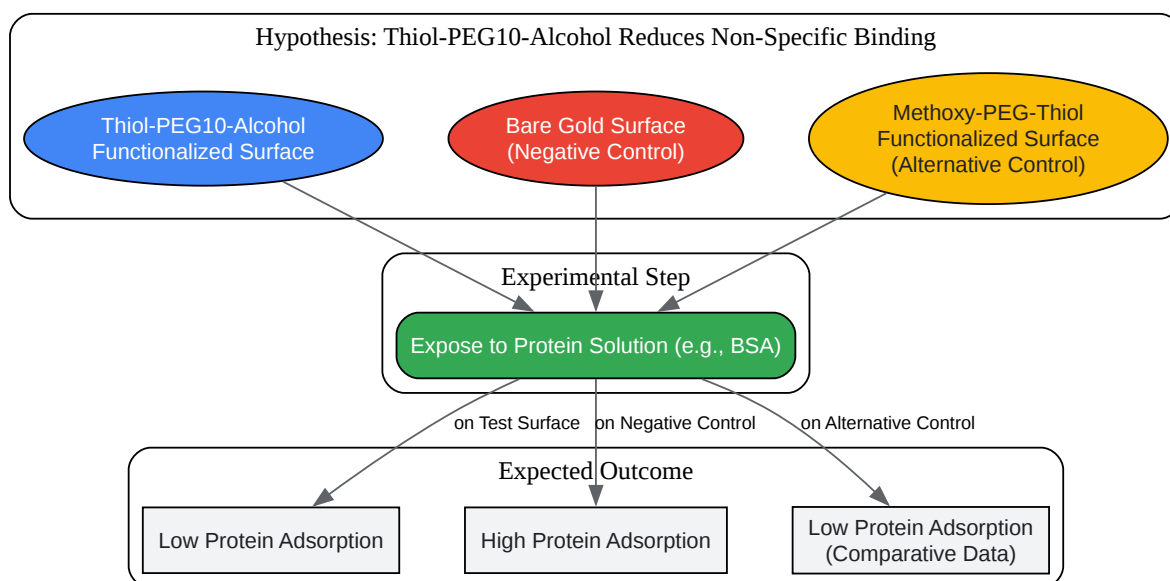 Hypothesis: Thiol-PEG10-Alcohol Reduces Non-Specific Binding
Thiol-PEG10-Alcohol
Functionalized Surface
Bare Gold Surface
(Negative Control)
Methoxy-PEG-Thiol
Functionalized Surface
(Alternative Control)
Experimental Step
Expose to Protein Solution (e.g., BSA)
on Test Surface
on Negative Control
on Alternative Control
Expected Outcome
Low Protein Adsorption
High Protein Adsorption
Low Protein Adsorption
(Comparative Data)